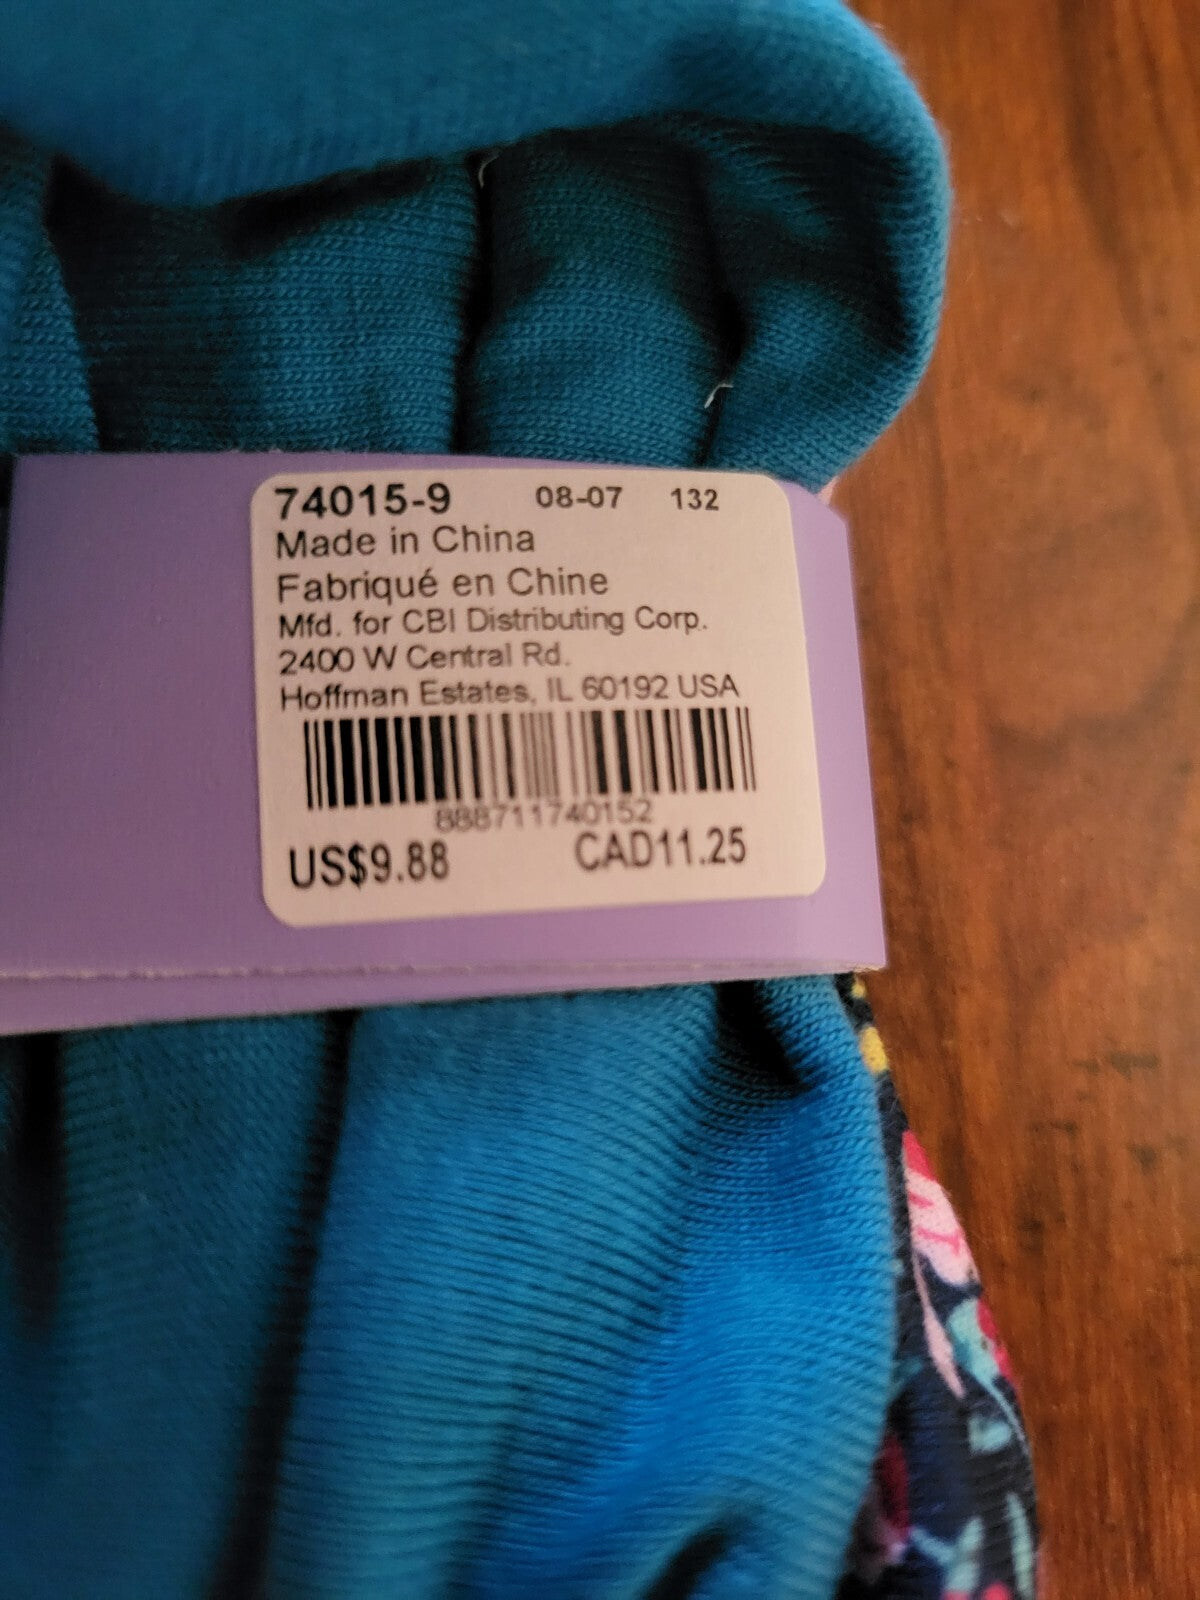 74015-9 08-07 132
Made in China
Fabriqué en Chine
Mfd. for CBI Distributing Corp.
2400 W Central Rd.
Hoffman Estates, IL 60192 USA
888711740152
US$9.88 CAD11.25